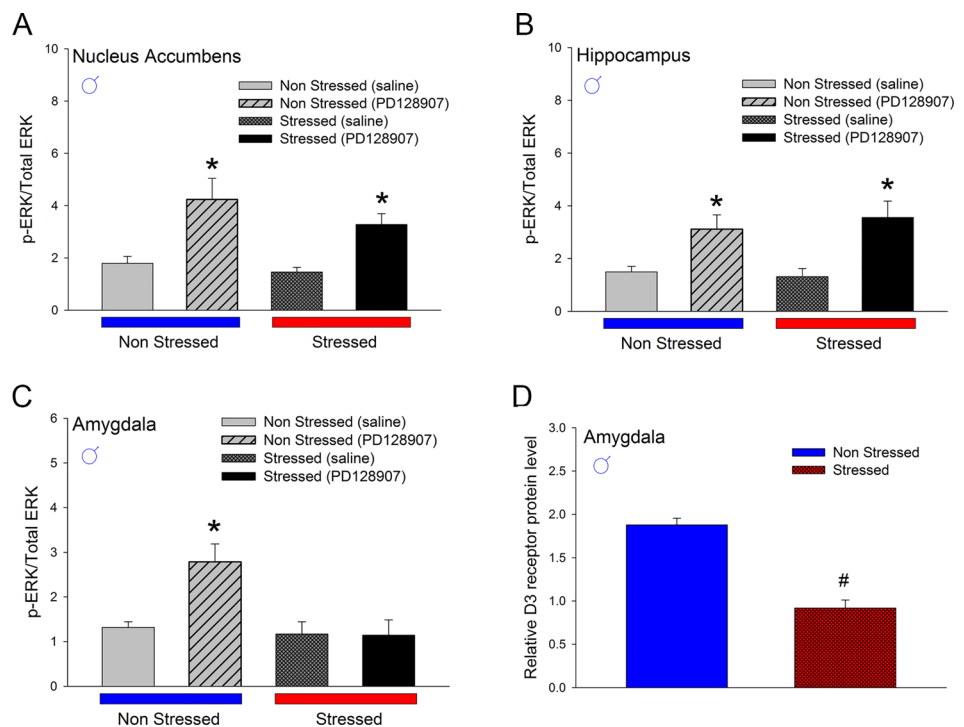 A
Nucleus Accumbens
10
8
6
4
2
0
p-ERK/Total ERK
Non Stressed (saline)
Non Stressed (PD128907)
Stressed (saline)
Stressed (PD128907)
*
*
Non Stressed
Stressed
B
Hippocampus
10
8
6
4
2
0
p-ERK/Total ERK
Non Stressed (saline)
Non Stressed (PD128907)
Stressed (saline)
Stressed (PD128907)
*
*
Non Stressed
Stressed
C
Amygdala
6
5
4
3
2
1
0
p-ERK/Total ERK
Non Stressed (saline)
Non Stressed (PD128907)
Stressed (saline)
Stressed (PD128907)
*
Non Stressed
Stressed
D
Amygdala
3.0
2.5
2.0
1.5
1.0
0.5
0.0
Relative D3 receptor protein level
Non Stressed
Stressed
#